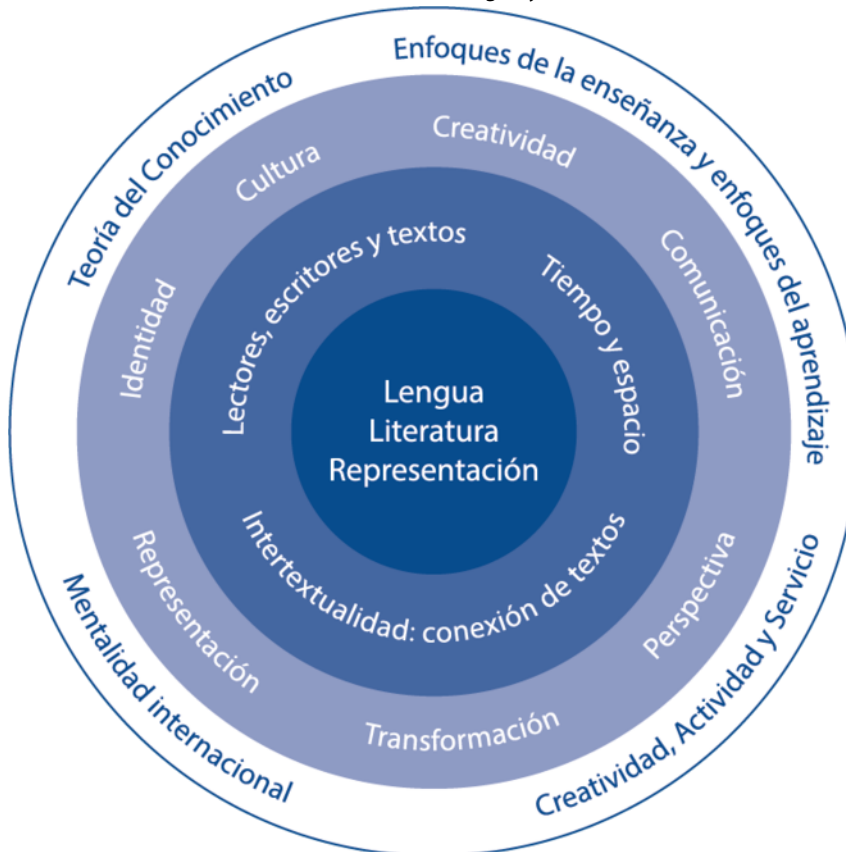 Teoría del Conocimiento
Enfoques de la enseñanza y enfoques del aprendizaje
Creatividad, Actividad y Servicio
Mentalidad internacional
Identidad
Cultura
Creatividad
Comunicación
Perspectiva
Transformación
Representación
Lectores, escritores y textos
Tiempo y espacio
Intertextualidad: conexión de textos
Lengua
Literatura
Representación